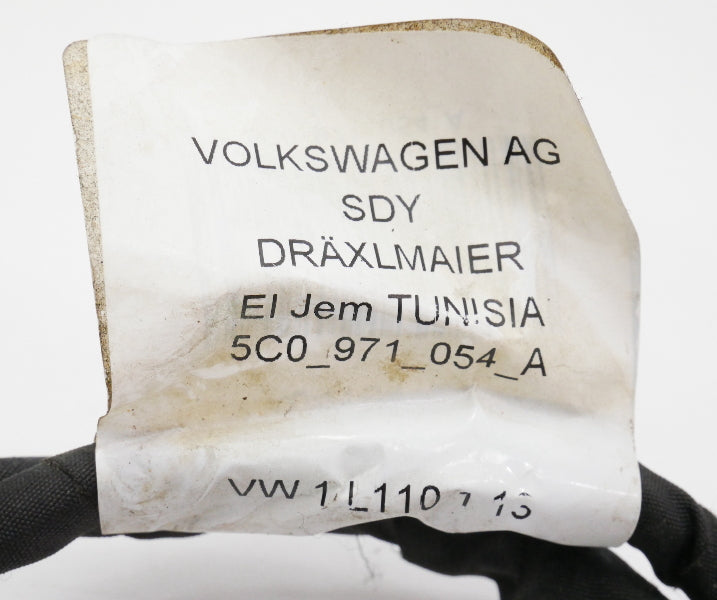 VOLKSWAGEN AG
SDY
DRÄXLMAIER
El Jem TUNISIA
5C0_971_054_A
VW